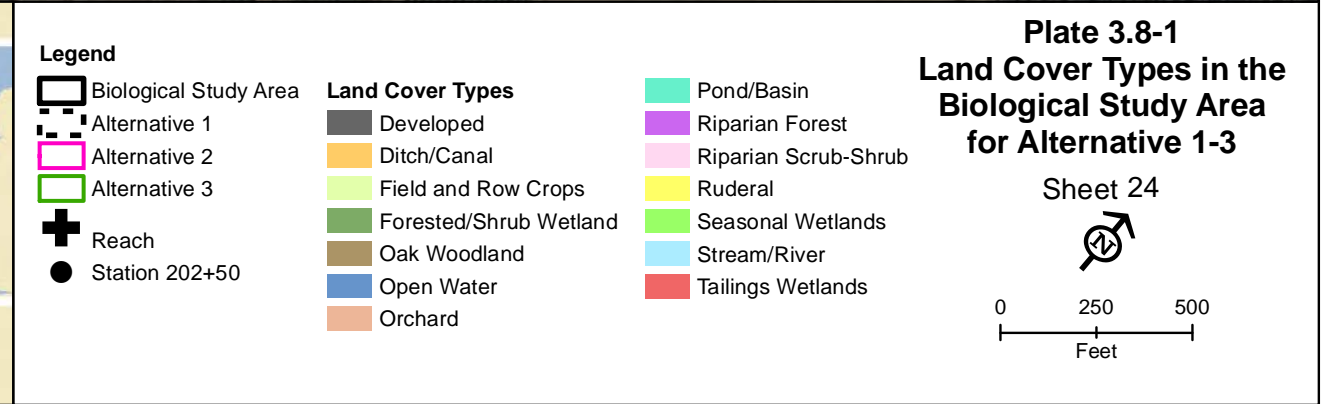 Legend
Biological Study Area
Alternative 1
Alternative 2
Alternative 3
Reach
Station 202+50
Land Cover Types
Developed
Ditch/Canal
Field and Row Crops
Forested/Shrub Wetland
Oak Woodland
Open Water
Orchard
Pond/Basin
Riparian Forest
Riparian Scrub-Shrub
Ruderal
Seasonal Wetlands
Stream/River
Tailings Wetlands
Plate 3.8-1
Land Cover Types in the
Biological Study Area
for Alternative 1-3
Sheet 24
N
0 250 500
Feet